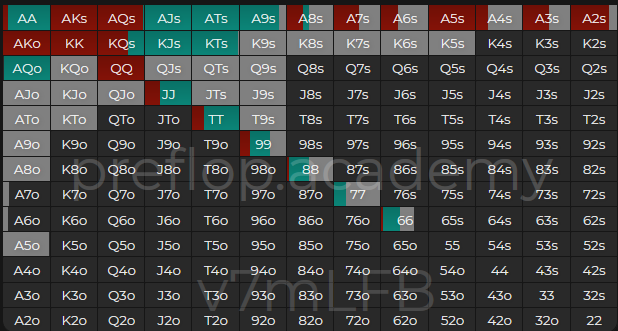 AA AKs AQs AJs ATs A9s A8s A7s A6s A5s A4s A3s A2s
AKo KK KQs KJs KTs K9s K8s K7s K6s K5s K4s K3s K2s
AQo KQo QQ QJs QTs Q9s Q8s Q7s Q6s Q5s Q4s Q3s Q2s
AJo KJo QJo JJ JTs J9s J8s J7s J6s J5s J4s J3s J2s
ATo KTo QTo JTo TT T9s T8s T7s T6s T5s T4s T3s T2s
A9o K9o Q9o J9o T9o 99 98s 97s 96s 95s 94s 93s 92s
A8o K8o Q8o J8o T8o 98o 88 87s 86s 85s 84s 83s 82s
preflop.academy
A7o K7o Q7o J7o T7o 97o 87o 77 76s 75s 74s 73s 72s
A6o K6o Q6o J6o T6o 96o 86o 76o 66 65s 64s 63s 62s
A5o K5o Q5o J5o T5o 95o 85o 75o 65o 55 54s 53s 52s
A4o K4o Q4o J4o T4o 94o 84o 74o 64o 54o 44 43s 42s
v7mLFB
A3o K3o Q3o J3o T3o 93o 83o 73o 63o 53o 43o 33 32s
A2o K2o Q2o J2o T2o 92o 82o 72o 62o 52o 42o 32o 22